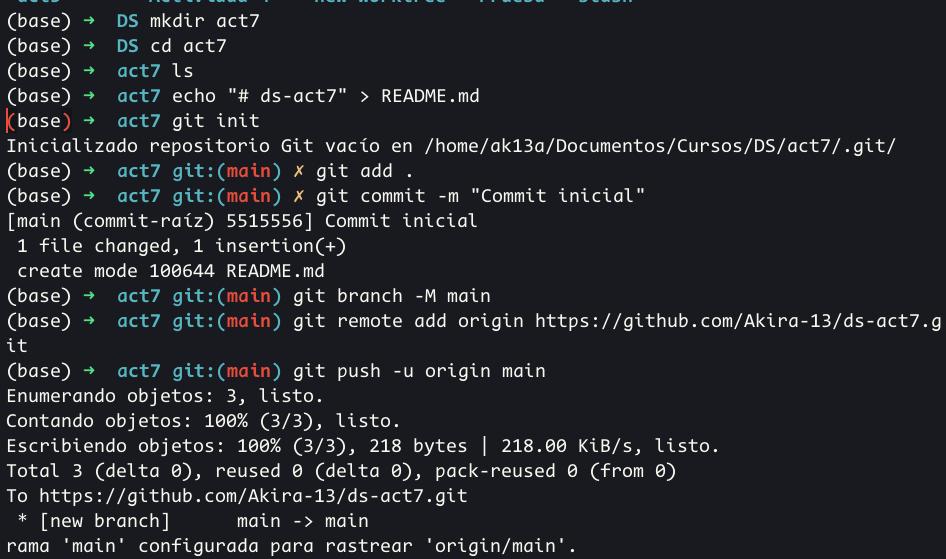 (base) → DS mkdir act7
(base) → DS cd act7
(base) → act7 ls
(base) → act7 echo "# ds-act7" > README.md
(base) → act7 git init
Inicializado repositorio Git vacío en /home/ak13a/Documentos/Cursos/DS/act7/.git/
(base) → act7 git:(main) ✗ git add .
(base) → act7 git:(main) ✗ git commit -m "Commit inicial"
[main (commit-raíz) 5515556] Commit inicial
 1 file changed, 1 insertion(+)
 create mode 100644 README.md
(base) → act7 git:(main) git branch -M main
(base) → act7 git:(main) git remote add origin https://github.com/Akira-13/ds-act7.g
it
(base) → act7 git:(main) git push -u origin main
Enumerando objetos: 3, listo.
Contando objetos: 100% (3/3), listo.
Escribiendo objetos: 100% (3/3), 218 bytes | 218.00 KiB/s, listo.
Total 3 (delta 0), reused 0 (delta 0), pack-reused 0 (from 0)
To https://github.com/Akira-13/ds-act7.git
 * [new branch]      main -> main
rama 'main' configurada para rastrear 'origin/main'.